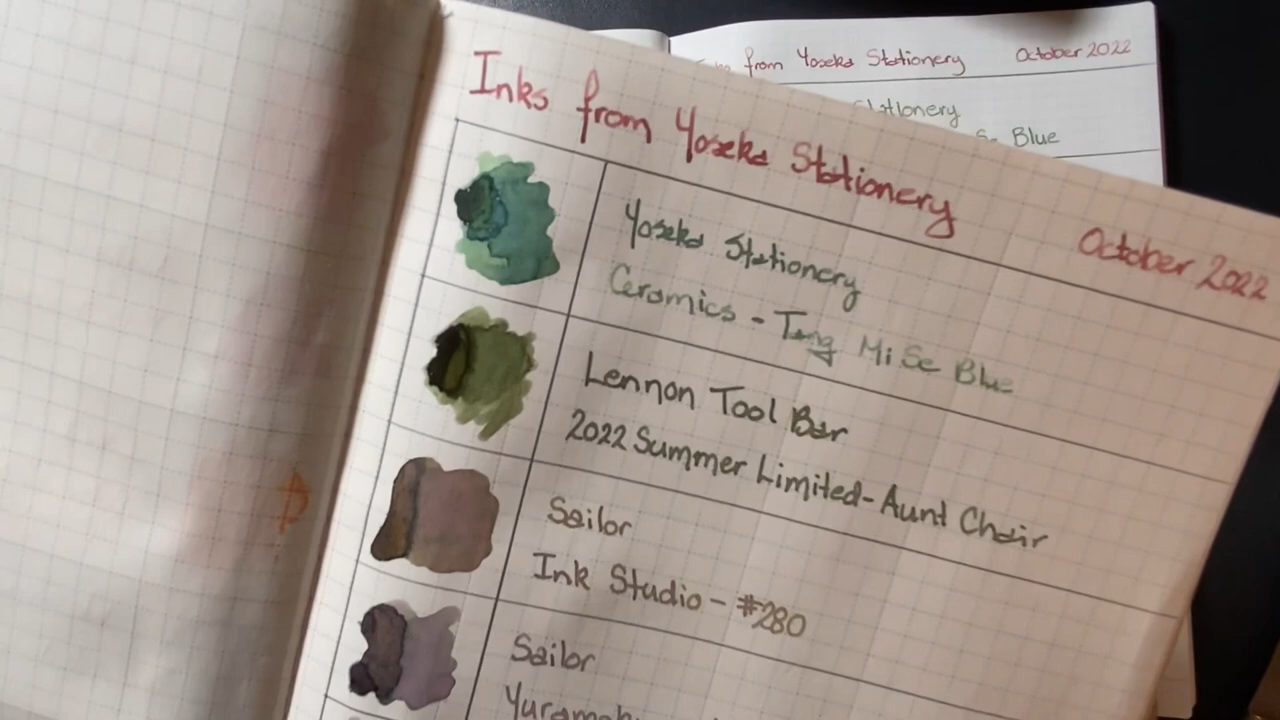 from Yoseka Stationery October 2022
Stationery
Blue
Inks from Yoseka Stationery October 2022
Yoseka Stationery
Ceramics - Tang Mi Se Blue
Lennon Tool Bar
2022 Summer Limited - Aunt Chair
Sailor
Ink Studio - #280
Sailor